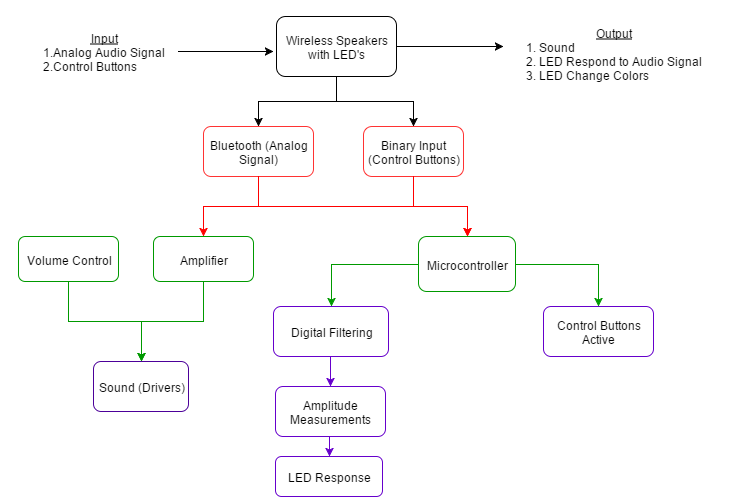 Input
1.Analog Audio Signal
2.Control Buttons
Wireless Speakers
with LED's
Output
1. Sound
2. LED Respond to Audio Signal
3. LED Change Colors
Bluetooth (Analog
Signal)
Binary Input
(Control Buttons)
Volume Control
Amplifier
Microcontroller
Digital Filtering
Control Buttons
Active
Sound (Drivers)
Amplitude
Measurements
LED Response